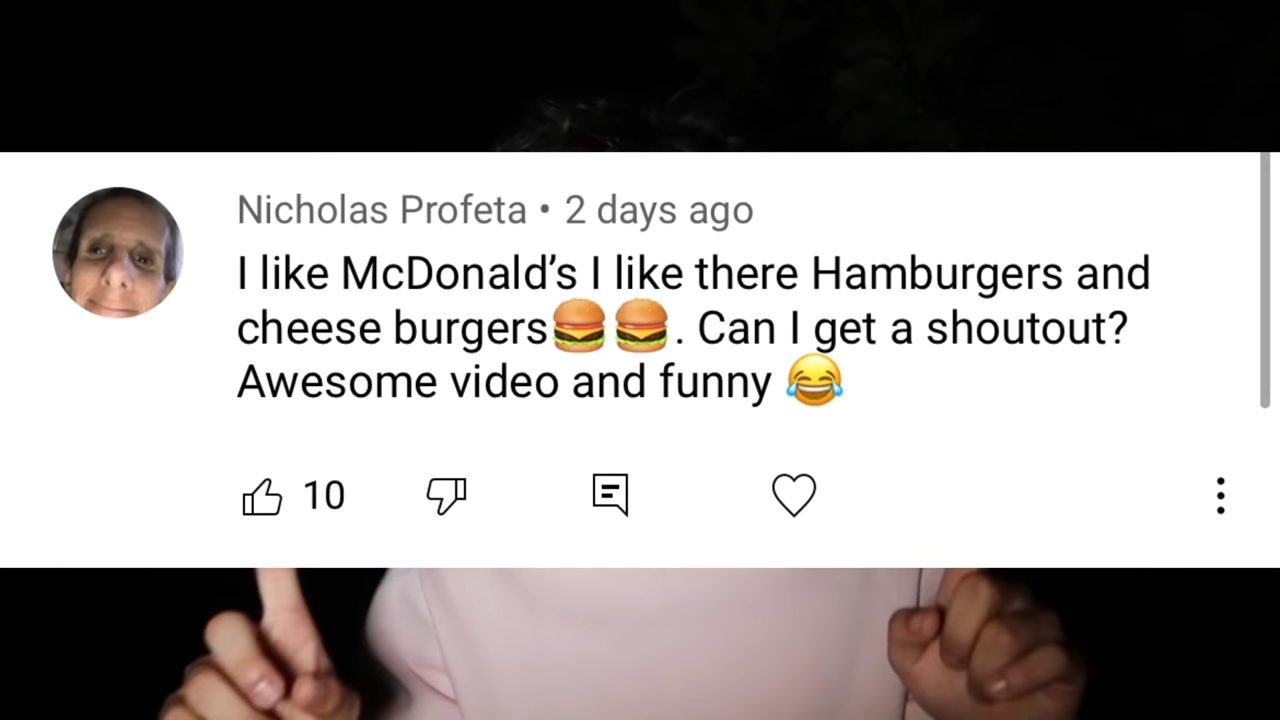 Nicholas Profeta • 2 days ago
I like McDonald’s I like there Hamburgers and
cheese burgers🍔🍔. Can I get a shoutout?
Awesome video and funny 😂
10